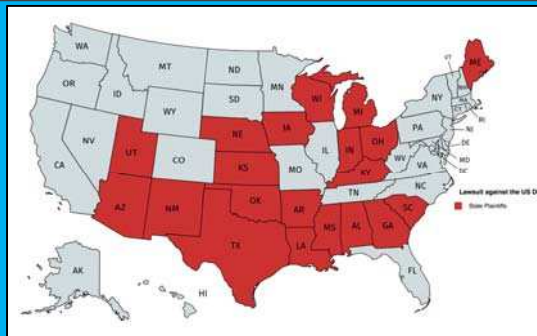 WA
MT
ND
MN
VT
ME
OR
ID
SD
WI
MI
NY
WY
RI
NE
IA
PA
NJ
NV
UT
IL
IN
OH
DE
CA
CO
KS
MO
KY
WV
VA
MD
DC
AZ
NM
OK
AR
TN
NC
SC
TX
LA
MS
AL
GA
AK
HI
FL
Lawsuit against the US D
State Plaintiffs